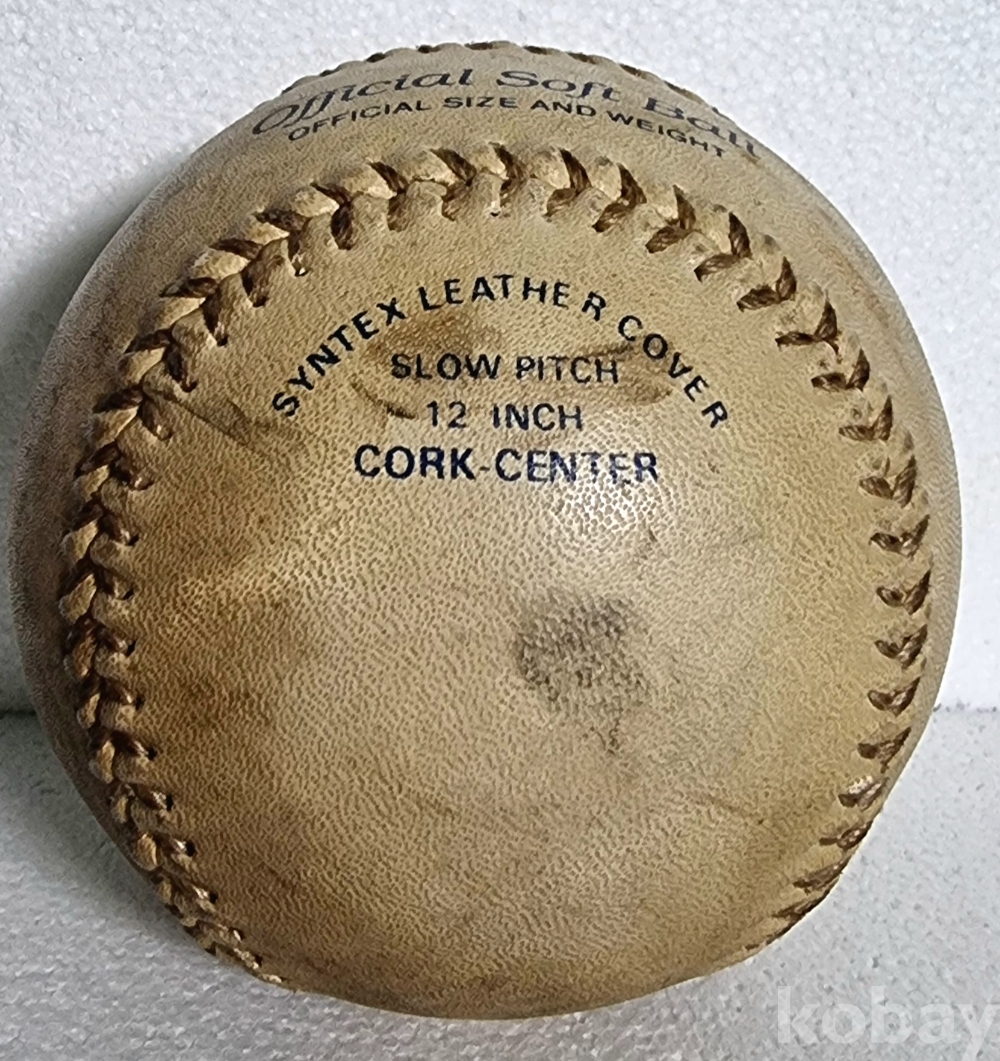 Official Soft Ball
OFFICIAL SIZE AND WEIGHT
SYNTEX LEATHER COVER
SLOW PITCH
12 INCH
CORK-CENTER
kobay